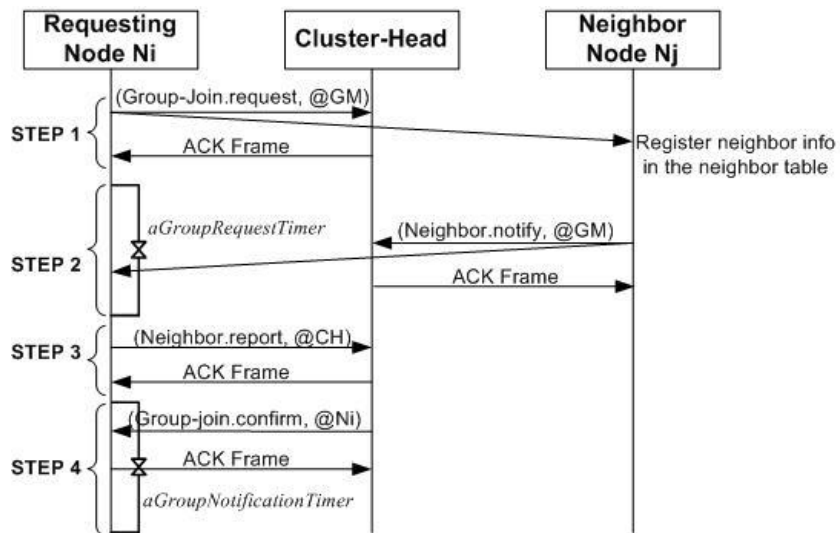 Requesting
Node Ni
Cluster-Head
Neighbor
Node Nj
STEP 1
(Group-Join.request, @GM)
ACK Frame
Register neighbor info
in the neighbor table
STEP 2
aGroupRequestTimer
(Neighbor.notify, @GM)
ACK Frame
STEP 3
(Neighbor.report, @CH)
ACK Frame
STEP 4
(Group-join.confirm, @Ni)
ACK Frame
aGroupNotificationTimer